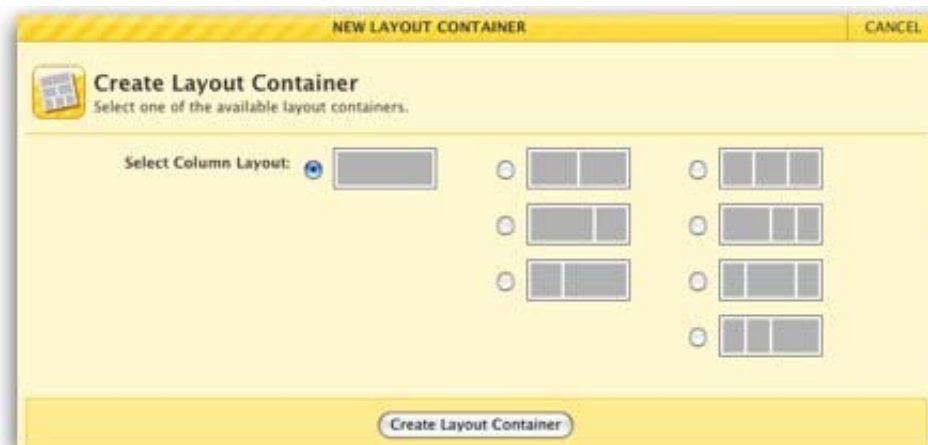 NEW LAYOUT CONTAINER
CANCEL
Create Layout Container
Select one of the available layout containers.
Select Column Layout:
Create Layout Container